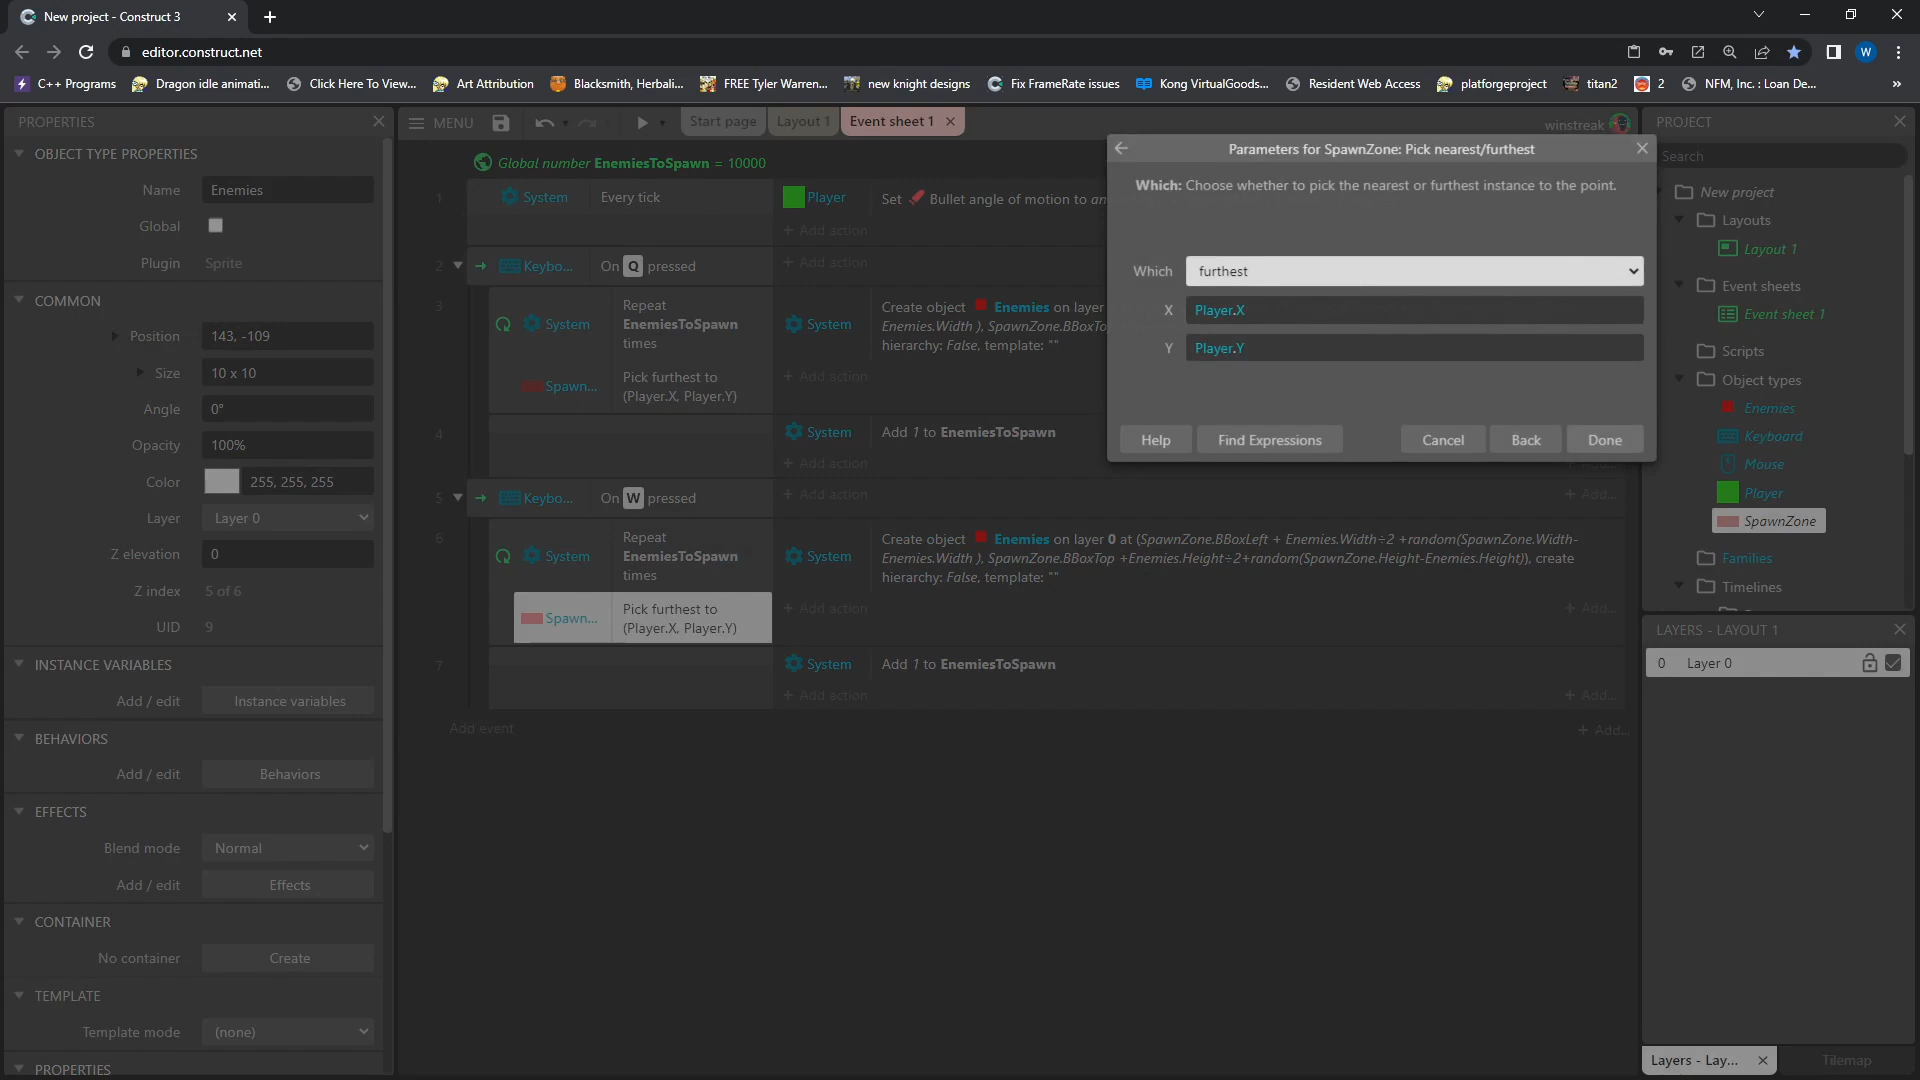 New project - Construct 3
editor.construct.net
W
C++ Programs
Dragon idle animati...
Click Here To View...
Art Attribution
Blacksmith, Herbali...
FREE Tyler Warren...
new knight designs
Fix FrameRate issues
Kong VirtualGoods...
Resident Web Access
platforgeproject
titan2
2
NFM, Inc. : Loan De...
»
PROPERTIES
MENU
Start page
Layout 1
Event sheet 1
winstreak
PROJECT
OBJECT TYPE PROPERTIES
Name Enemies
Global
Plugin Sprite
COMMON
Position 143, -109
Size 10 x 10
Angle 0°
Opacity 100%
Color 255, 255, 255
Layer Layer 0
Z elevation 0
Z index 5 of 6
UID 9
INSTANCE VARIABLES
Add / edit Instance variables
BEHAVIORS
Add / edit Behaviors
EFFECTS
Blend mode Normal
Add / edit Effects
CONTAINER
No container Create
TEMPLATE
Template mode (none)
PROPERTIES
Global number EnemiesToSpawn = 10000
1 System Every tick Player Set Bullet angle of motion to an
+ Add action
2 Keybo... On Q pressed + Add action
3 System
Repeat
EnemiesToSpawn
times
Spawn...
Pick furthest to
(Player.X, Player.Y)
System
Create object Enemies on layer
Enemies.Width ), SpawnZone.BBoxTo
hierarchy: False, template: ""
+ Add action
4 System Add 1 to EnemiesToSpawn
+ Add action
5 Keybo... On W pressed + Add action + Add...
6 System
Repeat
EnemiesToSpawn
times
Spawn...
Pick furthest to
(Player.X, Player.Y)
System
Create object Enemies on layer 0 at (SpawnZone.BBoxLeft + Enemies.Width÷2 +random(SpawnZone.Width-
Enemies.Width ), SpawnZone.BBoxTop +Enemies.Height÷2+random(SpawnZone.Height-Enemies.Height)), create
hierarchy: False, template: ""
+ Add action + Add...
7 System Add 1 to EnemiesToSpawn
+ Add action + Add...
Add event + Add...
Parameters for SpawnZone: Pick nearest/furthest
Which: Choose whether to pick the nearest or furthest instance to the point.
Which furthest
X Player.X
Y Player.Y
Help
Find Expressions
Cancel
Back
Done
Search
New project
Layouts
Layout 1
Event sheets
Event sheet 1
Scripts
Object types
Enemies
Keyboard
Mouse
Player
SpawnZone
Families
Timelines
LAYERS - LAYOUT 1
0 Layer 0
Layers - Lay...
Tilemap